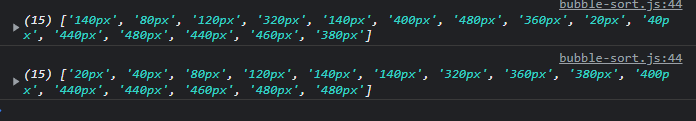 bubble-sort.js:44
(15) ['140px', '80px', '120px', '320px', '140px', '400px', '480px', '360px', '20px', '40p
x', '440px', '480px', '440px', '460px', '380px']
bubble-sort.js:44
(15) ['20px', '40px', '80px', '120px', '140px', '140px', '320px', '360px', '380px', '400p
x', '440px', '440px', '460px', '480px', '480px']